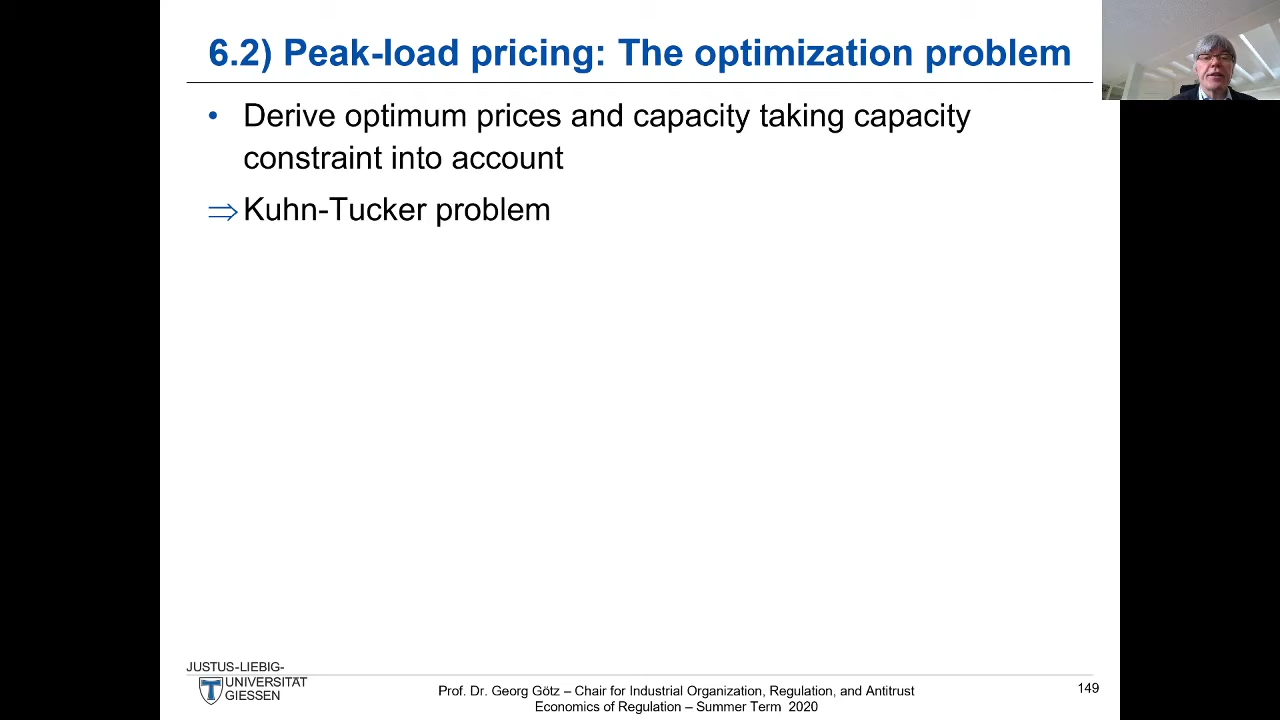 6.2) Peak-load pricing: The optimization problem
• Derive optimum prices and capacity taking capacity
constraint into account
⇒ Kuhn-Tucker problem
JUSTUS-LIEBIG-
UNIVERSITÄT
GIESSEN
Prof. Dr. Georg Götz – Chair for Industrial Organization, Regulation, and Antitrust
Economics of Regulation – Summer Term 2020
149